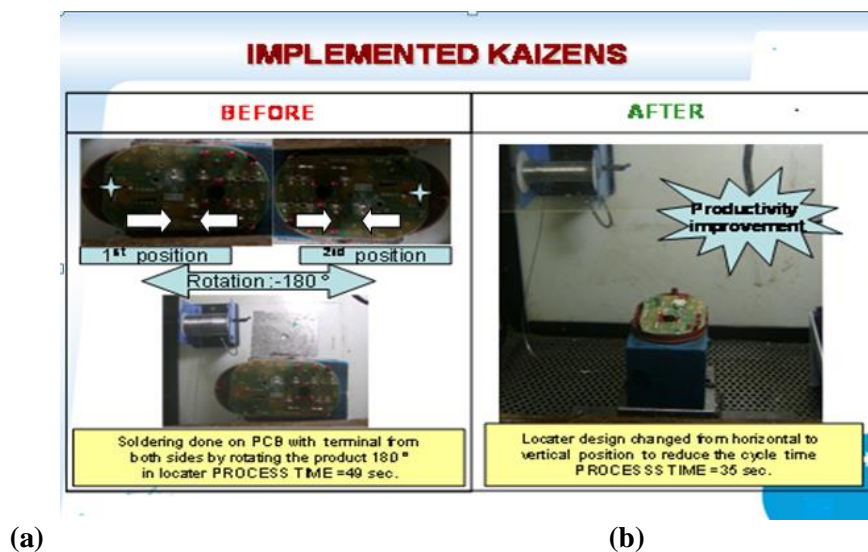 IMPLEMENTED KAIZENS
BEFORE
AFTER
Productivity
improvement
1st position
2nd position
Rotation :-180 °
Soldering done on PCB with terminal from
both sides by rotating the product 180°
in locater PROCESS TIME =49 sec.
Locater design changed from horizontal to
vertical position to reduce the cycle time
PROCESSS TIME =35 sec.
(a)
(b)